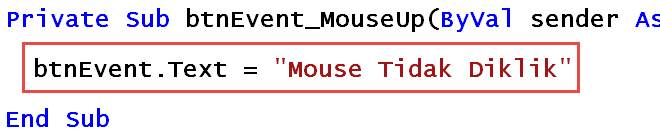 Private Sub btnEvent_MouseUp(ByVal sender As
btnEvent.Text = "Mouse Tidak Diklik"
End Sub